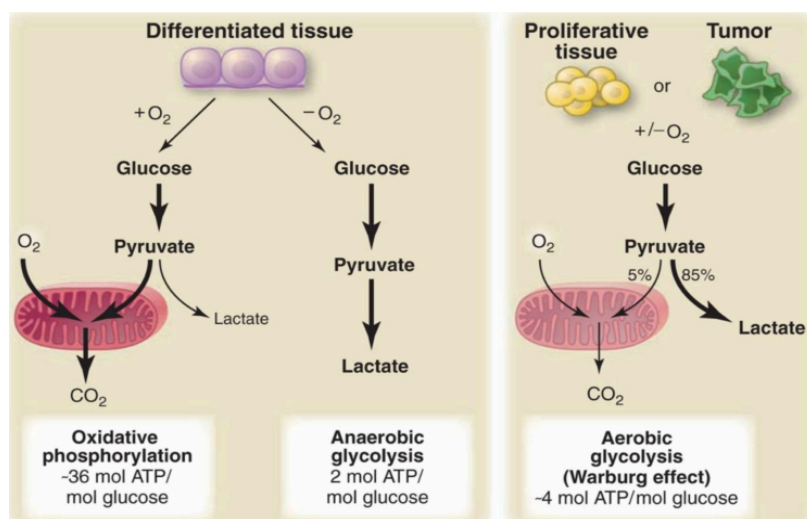 Differentiated tissue
+O₂
−O₂
Glucose
Pyruvate
O₂
Lactate
CO₂
Oxidative
phosphorylation
~36 mol ATP/
mol glucose
Glucose
Pyruvate
Lactate
Anaerobic
glycolysis
2 mol ATP/
mol glucose
Proliferative
tissue
or
Tumor
+/−O₂
Glucose
O₂
Pyruvate
5%
85%
Lactate
CO₂
Aerobic
glycolysis
(Warburg effect)
~4 mol ATP/mol glucose